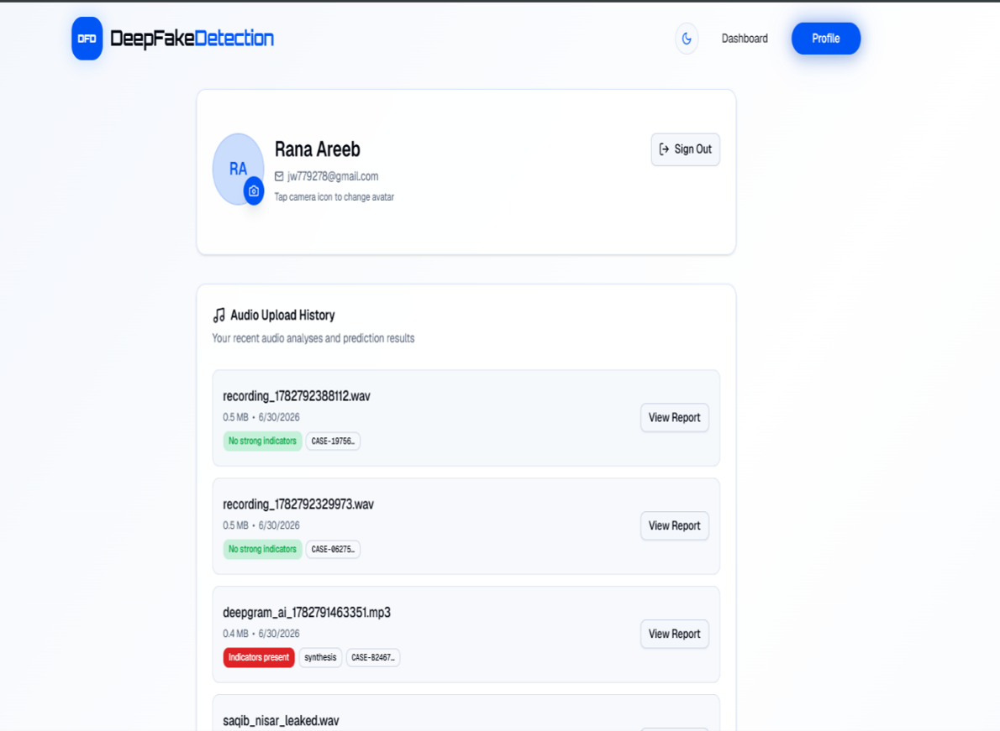 DFD DeepFakeDetection Dashboard Profile
RA
Rana Areeb
jw779278@gmail.com
Tap camera icon to change avatar
Sign Out
Audio Upload History
Your recent audio analyses and prediction results
recording_1782792388112.wav
0.5 MB • 6/30/2026
No strong indicators CASE-19756…
View Report
recording_1782792329973.wav
0.5 MB • 6/30/2026
No strong indicators CASE-06275…
View Report
deepgram_ai_1782791463351.mp3
0.4 MB • 6/30/2026
Indicators present synthesis CASE-B2467…
View Report
saqib_nisar_leaked.wav